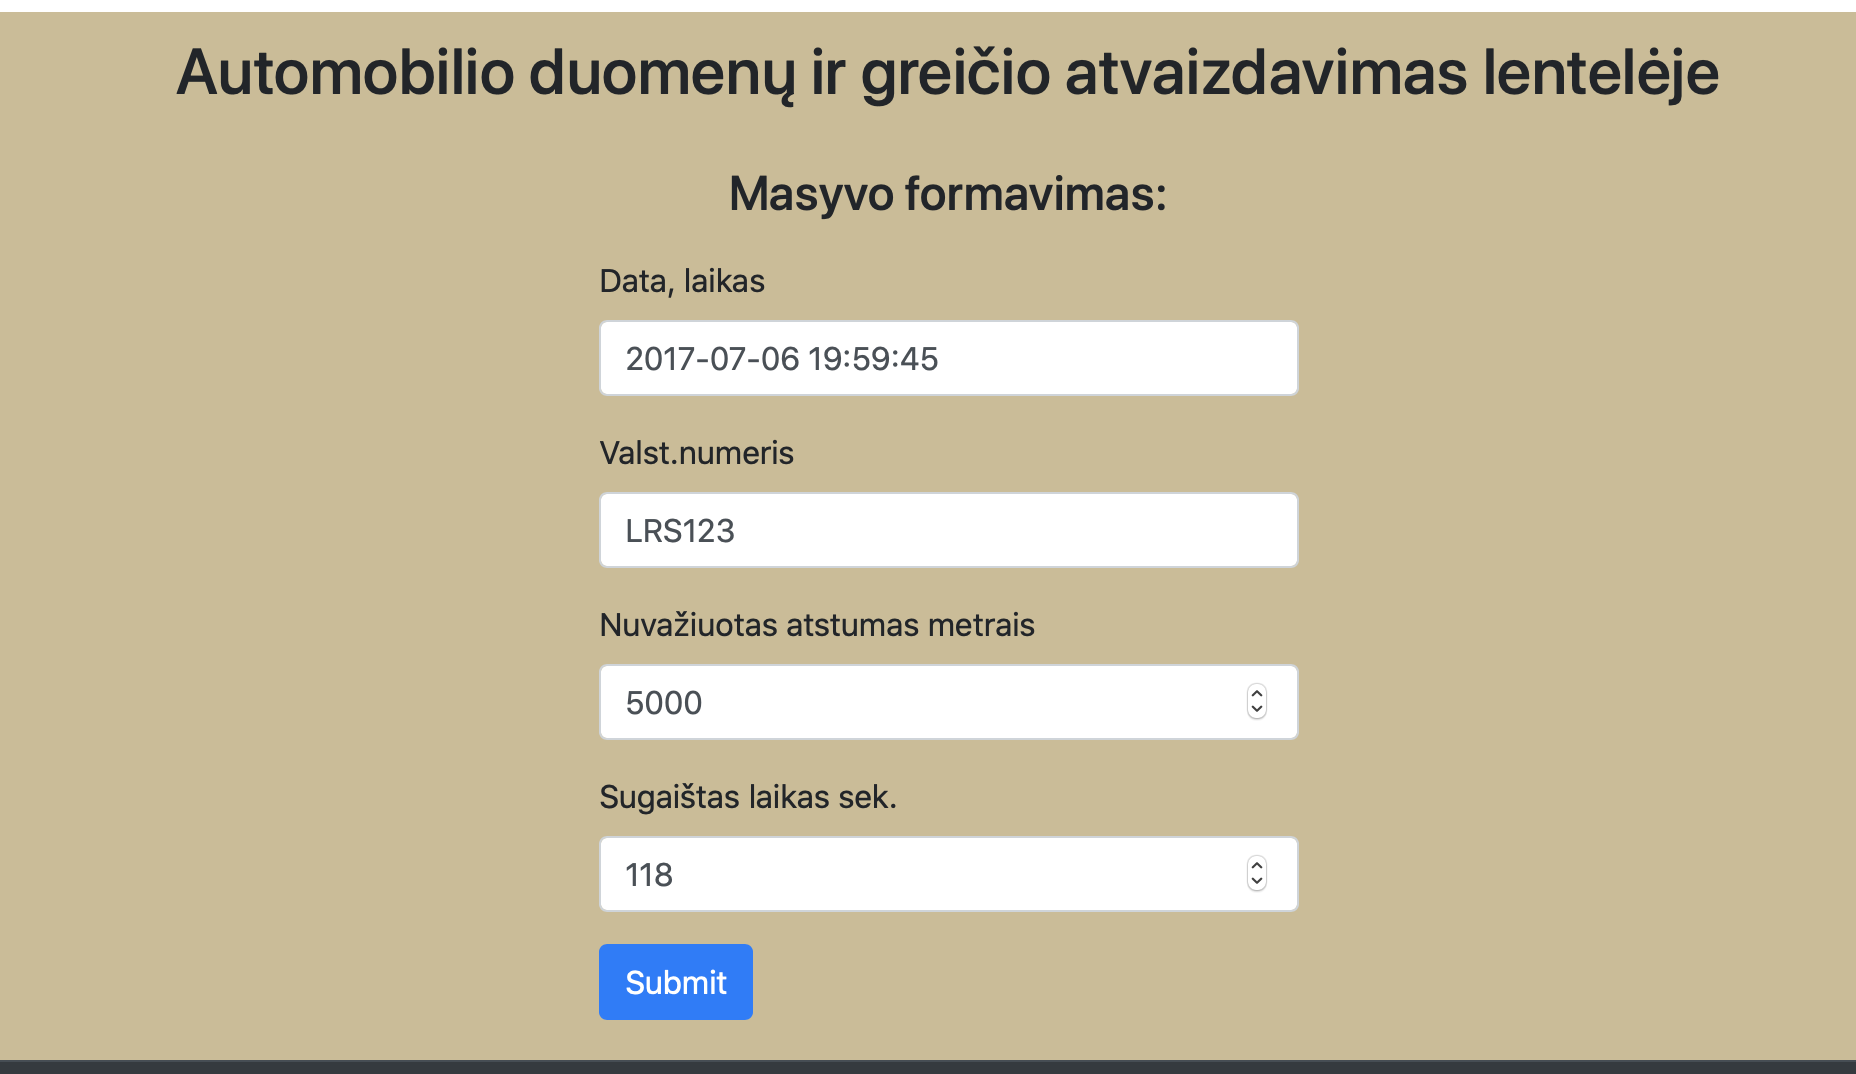 Automobilio duomenų ir greičio atvaizdavimas lentelėje
Masyvo formavimas:
Data, laikas
2017-07-06 19:59:45
Valst.numeris
LRS123
Nuvažiuotas atstumas metrais
5000
Sugaištas laikas sek.
118
Submit